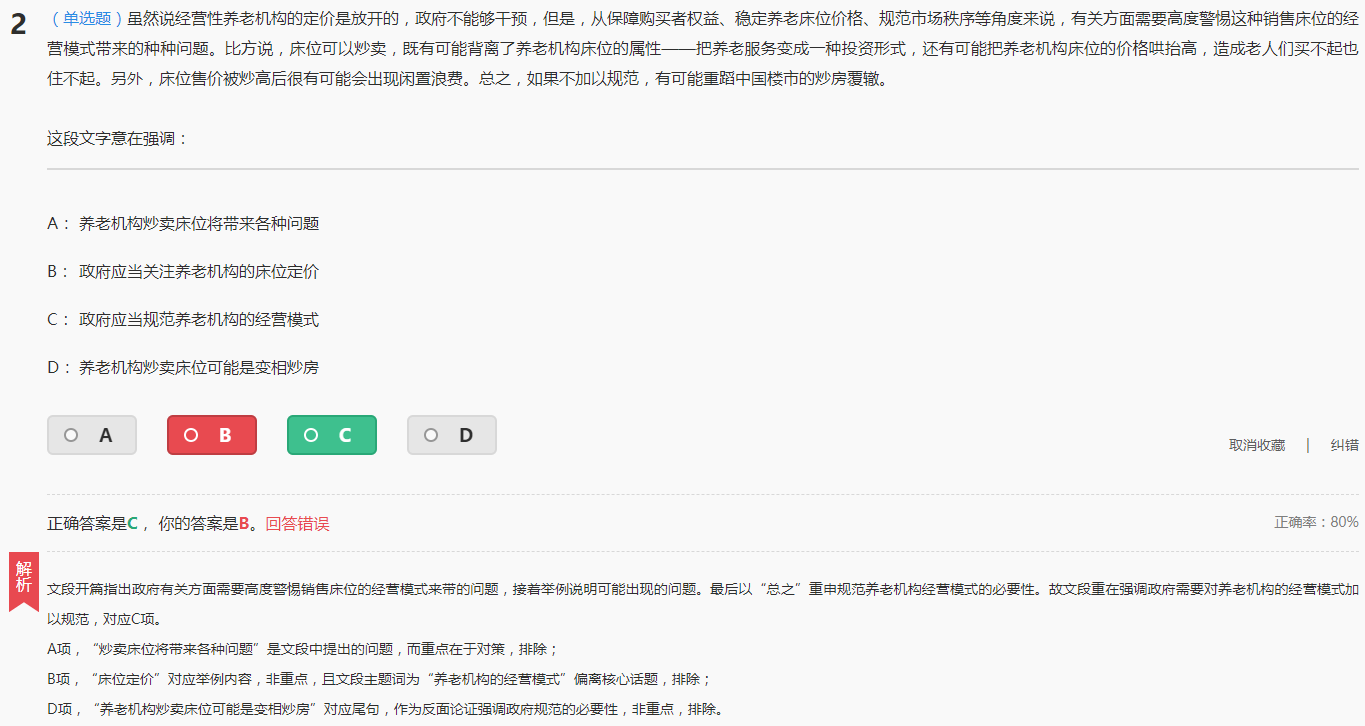 2 （单选题）虽然说经营性养老机构的定价是放开的，政府不能够干预，但是，从保障购买者权益、稳定养老床位价格、规范市场秩序等角度来说，有关方面需要高度警惕这种销售床位的经
营模式带来的种种问题。比方说，床位可以炒卖，既有可能背离了养老机构床位的属性——把养老服务变成一种投资形式，还有可能把养老机构床位的价格哄抬高，造成老人们买不起也
住不起。另外，床位售价被炒高后很有可能会出现闲置浪费。总之，如果不加以规范，有可能重蹈中国楼市的炒房覆辙。
这段文字意在强调：
A： 养老机构炒卖床位将带来各种问题
B： 政府应当关注养老机构的床位定价
C： 政府应当规范养老机构的经营模式
D： 养老机构炒卖床位可能是变相炒房
A B C D
取消收藏 | 纠错
正确答案是C， 你的答案是B。回答错误
正确率：80%
解析
文段开篇指出政府有关方面需要高度警惕销售床位的经营模式来带的问题，接着举例说明可能出现的问题。最后以“总之”重申规范养老机构经营模式的必要性。故文段重在强调政府需要对养老机构的经营模式加
以规范，对应C项。
A项，“炒卖床位将带来各种问题”是文段中提出的问题，而重点在于对策，排除；
B项，“床位定价”对应举例内容，非重点，且文段主题词为“养老机构的经营模式”偏离核心话题，排除；
D项，“养老机构炒卖床位可能是变相炒房”对应尾句，作为反面论证强调政府规范的必要性，非重点，排除。